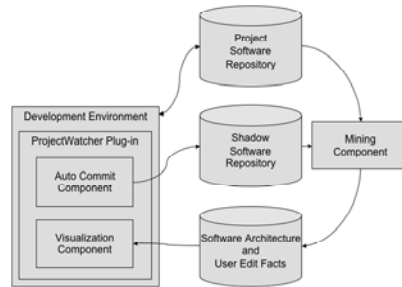 Project
Software
Repository
Development Environment
ProjectWatcher Plug-in
Auto Commit
Component
Shadow
Software
Repository
Mining
Component
Visualization
Component
Software Architecture
and
User Edit Facts